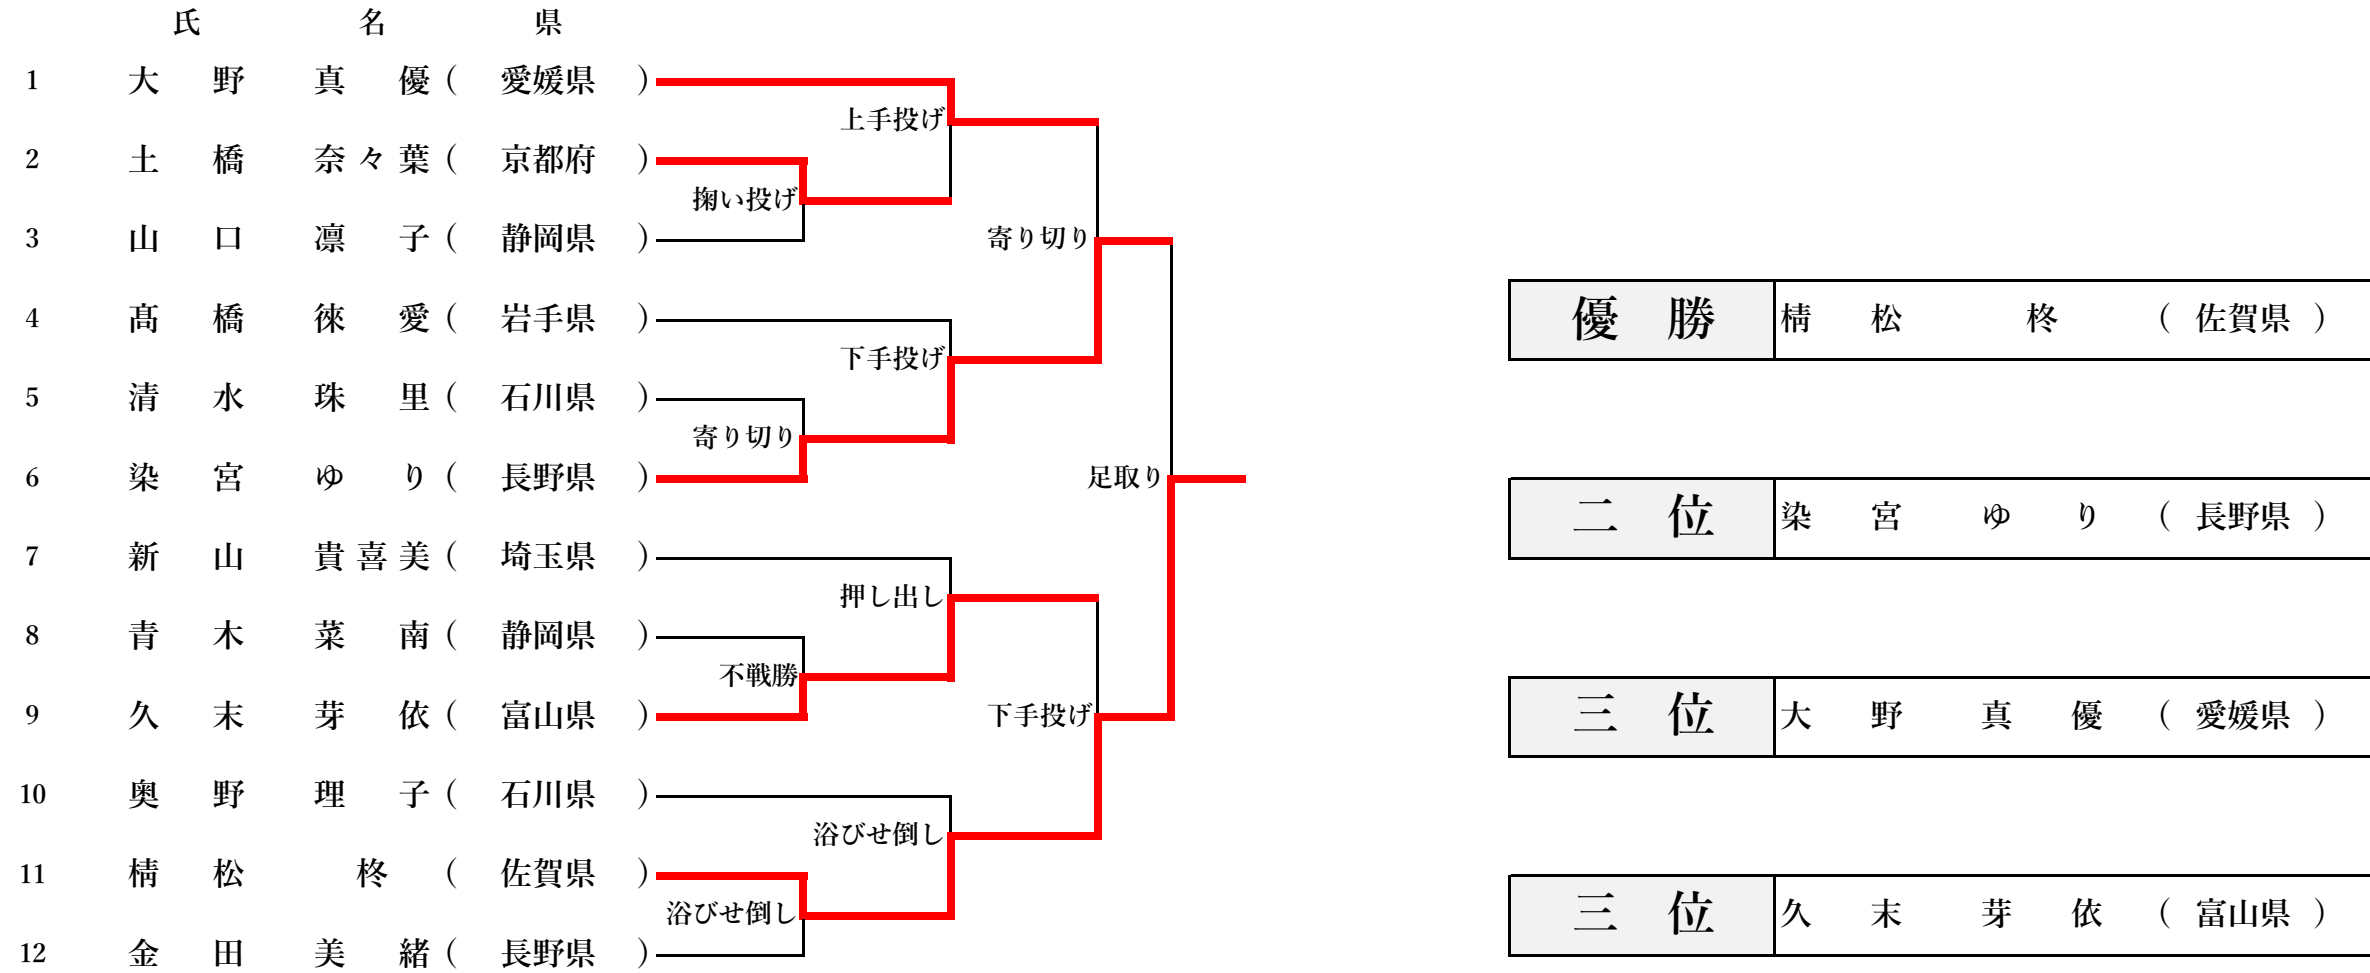 氏 名 県
1 大野 真優 ( 愛媛県 )
上手投げ
2 土橋 奈々葉 ( 京都府 )
掬い投げ
3 山口 凛子 ( 静岡県 )
寄り切り
4 髙橋 徠愛 ( 岩手県 )
下手投げ
5 清水 珠里 ( 石川県 )
寄り切り
6 染宮 ゆり ( 長野県 )
足取り
7 新山 貴喜美 ( 埼玉県 )
押し出し
8 青木 菜南 ( 静岡県 )
不戦勝
9 久末 芽依 ( 富山県 )
下手投げ
10 奥野 理子 ( 石川県 )
浴びせ倒し
11 棈松 柊 ( 佐賀県 )
浴びせ倒し
12 金田 美緒 ( 長野県 )
優勝 棈松 柊 ( 佐賀県 )
二位 染宮 ゆり ( 長野県 )
三位 大野 真優 ( 愛媛県 )
三位 久末 芽依 ( 富山県 )